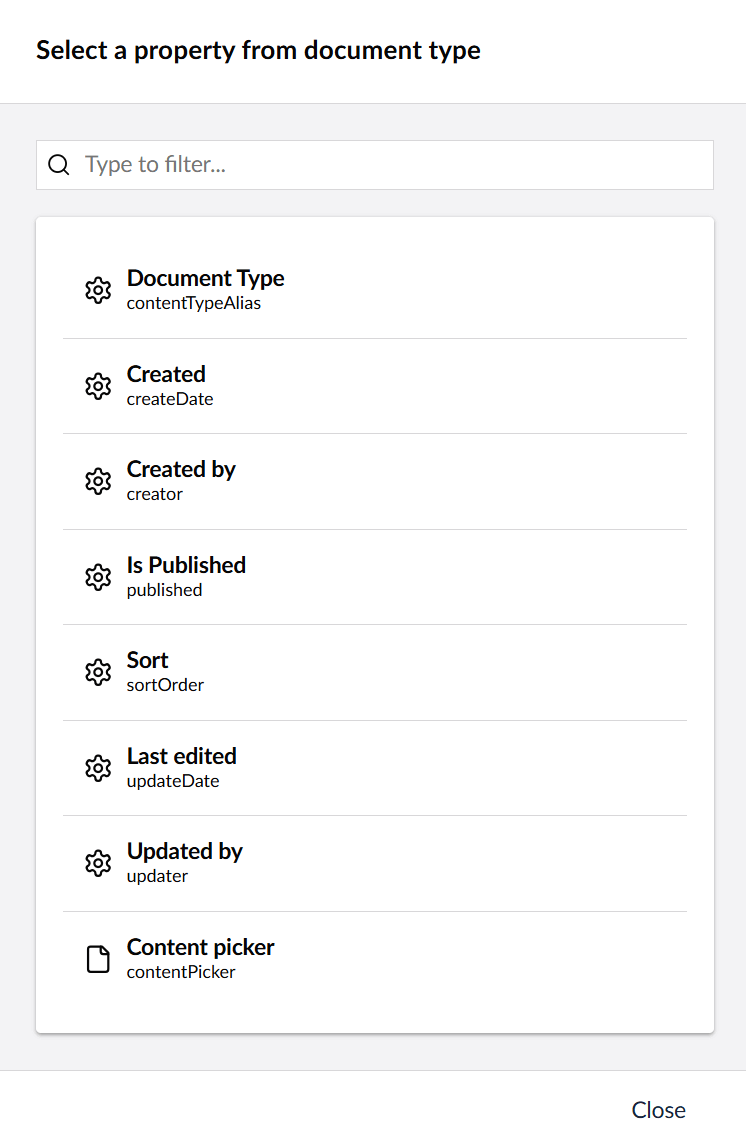 Select a property from document type
Type to filter...
Document Type
contentTypeAlias
Created
createDate
Created by
creator
Is Published
published
Sort
sortOrder
Last edited
updateDate
Updated by
updater
Content picker
contentPicker
Close